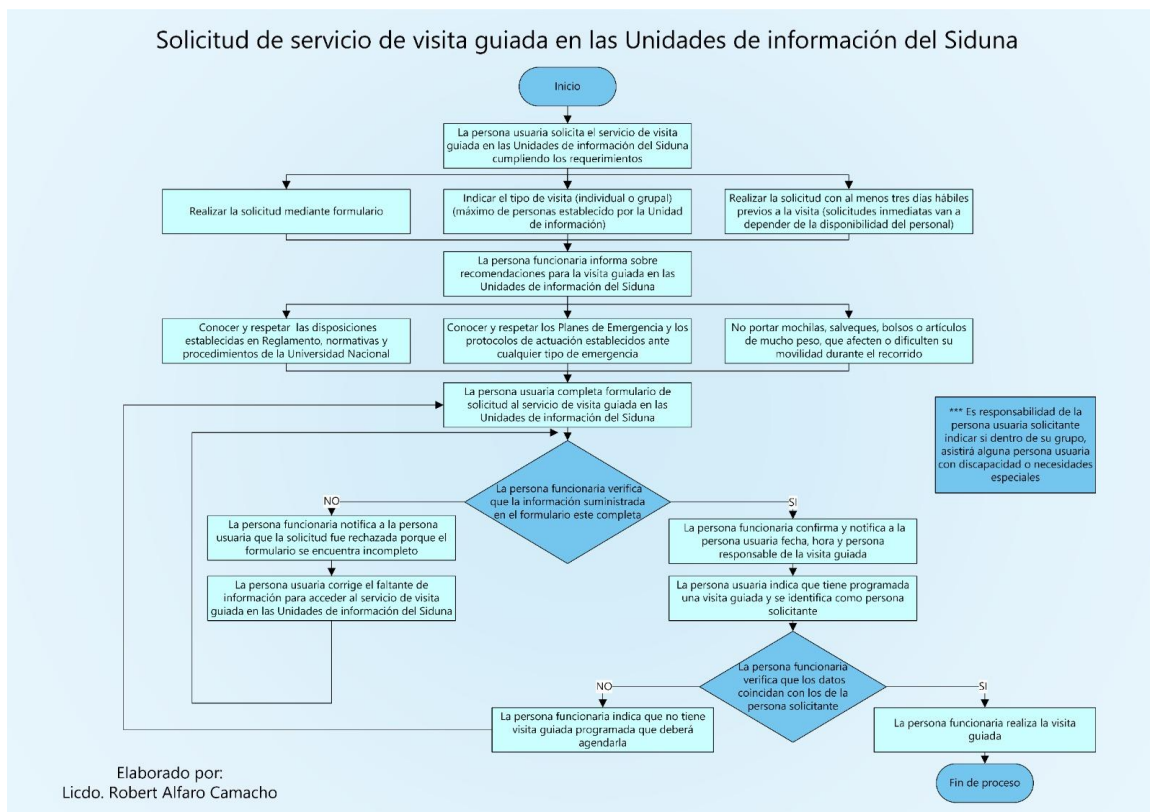 Solicitud de servicio de visita guiada en las Unidades de información del Siduna
Inicio
La persona usuaria solicita el servicio de visita
guiada en las Unidades de información del Siduna
cumpliendo los requerimientos
Realizar la solicitud mediante formulario
Indicar el tipo de visita (individual o grupal)
(máximo de personas establecido por la Unidad
de información)
Realizar la solicitud con al menos tres días hábiles
previos a la visita (solicitudes inmediatas van a
depender de la disponibilidad del personal)
La persona funcionaria informa sobre
recomendaciones para la visita guiada en las
Unidades de información del Siduna
Conocer y respetar las disposiciones
establecidas en Reglamento, normativas y
procedimientos de la Universidad Nacional
Conocer y respetar los Planes de Emergencia y los
protocolos de actuación establecidos ante
cualquier tipo de emergencia
No portar mochilas, salveques, bolsos o artículos
de mucho peso, que afecten o dificulten su
movilidad durante el recorrido
La persona usuaria completa formulario de
solicitud al servicio de visita guiada en las
Unidades de información del Siduna
*** Es responsabilidad de la
persona usuaria solicitante
indicar si dentro de su grupo,
asistirá alguna persona usuaria
con discapacidad o necesidades
especiales
La persona funcionaria verifica
que la información suministrada
en el formulario este completa
NO
SI
La persona funcionaria notifica a la persona
usuaria que la solicitud fue rechazada porque el
formulario se encuentra incompleto
La persona funcionaria confirma y notifica a la
persona usuaria fecha, hora y persona
responsable de la visita guiada
La persona usuaria corrige el faltante de
información para acceder al servicio de visita
guiada en las Unidades de información del Siduna
La persona usuaria indica que tiene programada
una visita guiada y se identifica como persona
solicitante
La persona funcionaria
verifica que los datos
coincidan con los de la
persona solicitante
NO
SI
La persona funcionaria indica que no tiene
visita guiada programada que deberá
agendarla
La persona funcionaria realiza la visita
guiada
Fin de proceso
Elaborado por:
Licdo. Robert Alfaro Camacho